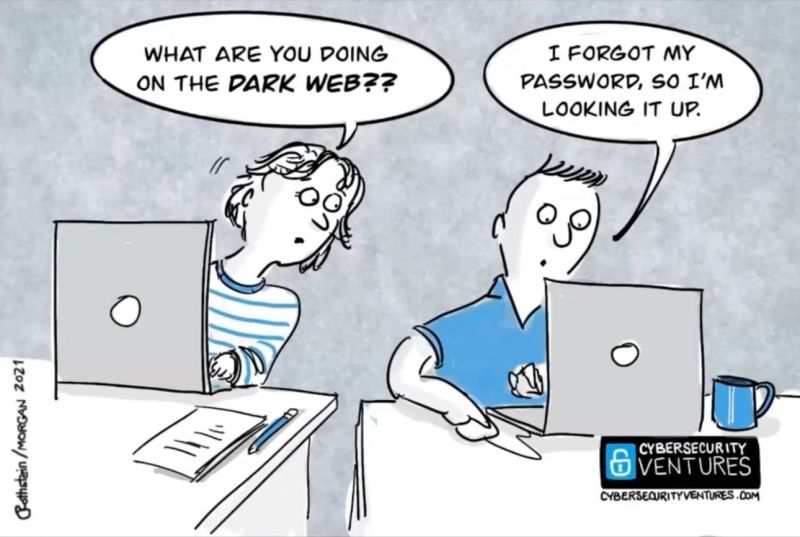 WHAT ARE YOU DOING
ON THE DARK WEB??
I FORGOT MY
PASSWORD, SO I'M
LOOKING IT UP.
Rothstein/MORGAN 2021
CYBERSECURITY
VENTURES
CYBERSECURITYVENTURES.COM